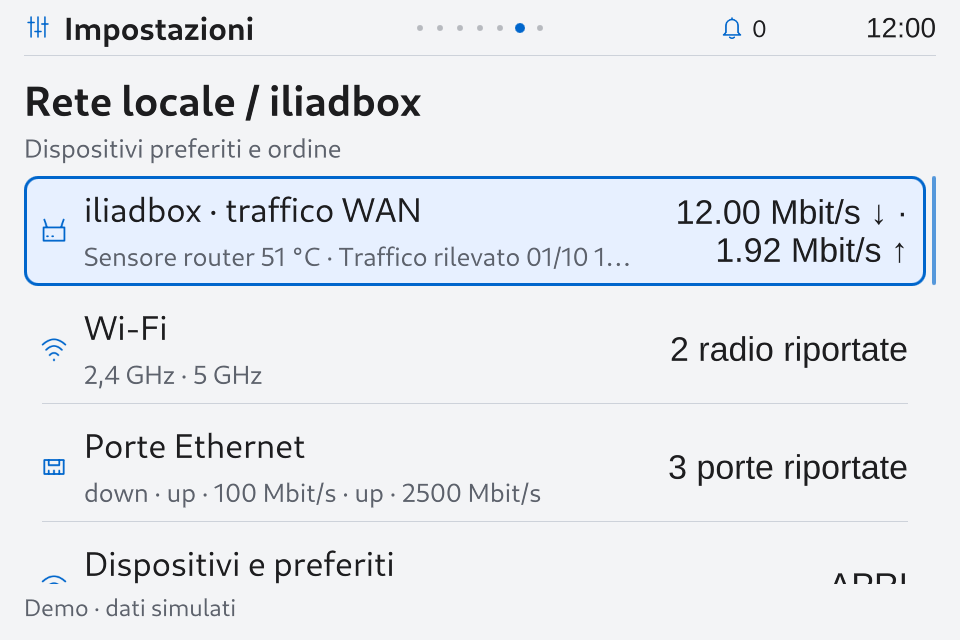 Impostazioni
0
12:00
Rete locale / iliadbox
Dispositivi preferiti e ordine
iliadbox · traffico WAN
12.00 Mbit/s ↓ ·
1.92 Mbit/s ↑
Sensore router 51 °C · Traffico rilevato 01/10 1…
Wi-Fi
2 radio riportate
2,4 GHz · 5 GHz
Porte Ethernet
3 porte riportate
down · up · 100 Mbit/s · up · 2500 Mbit/s
Dispositivi e preferiti
APRI
Demo · dati simulati